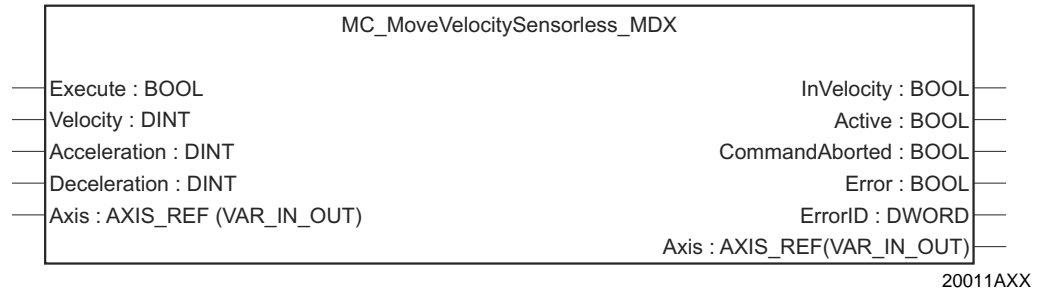 MC_MoveVelocitySensorless_MDX
Execute : BOOL
InVelocity : BOOL
Velocity : DINT
Active : BOOL
Acceleration : DINT
CommandAborted : BOOL
Deceleration : DINT
Error : BOOL
Axis : AXIS_REF (VAR_IN_OUT)
ErrorID : DWORD
Axis : AXIS_REF(VAR_IN_OUT)
20011AXX